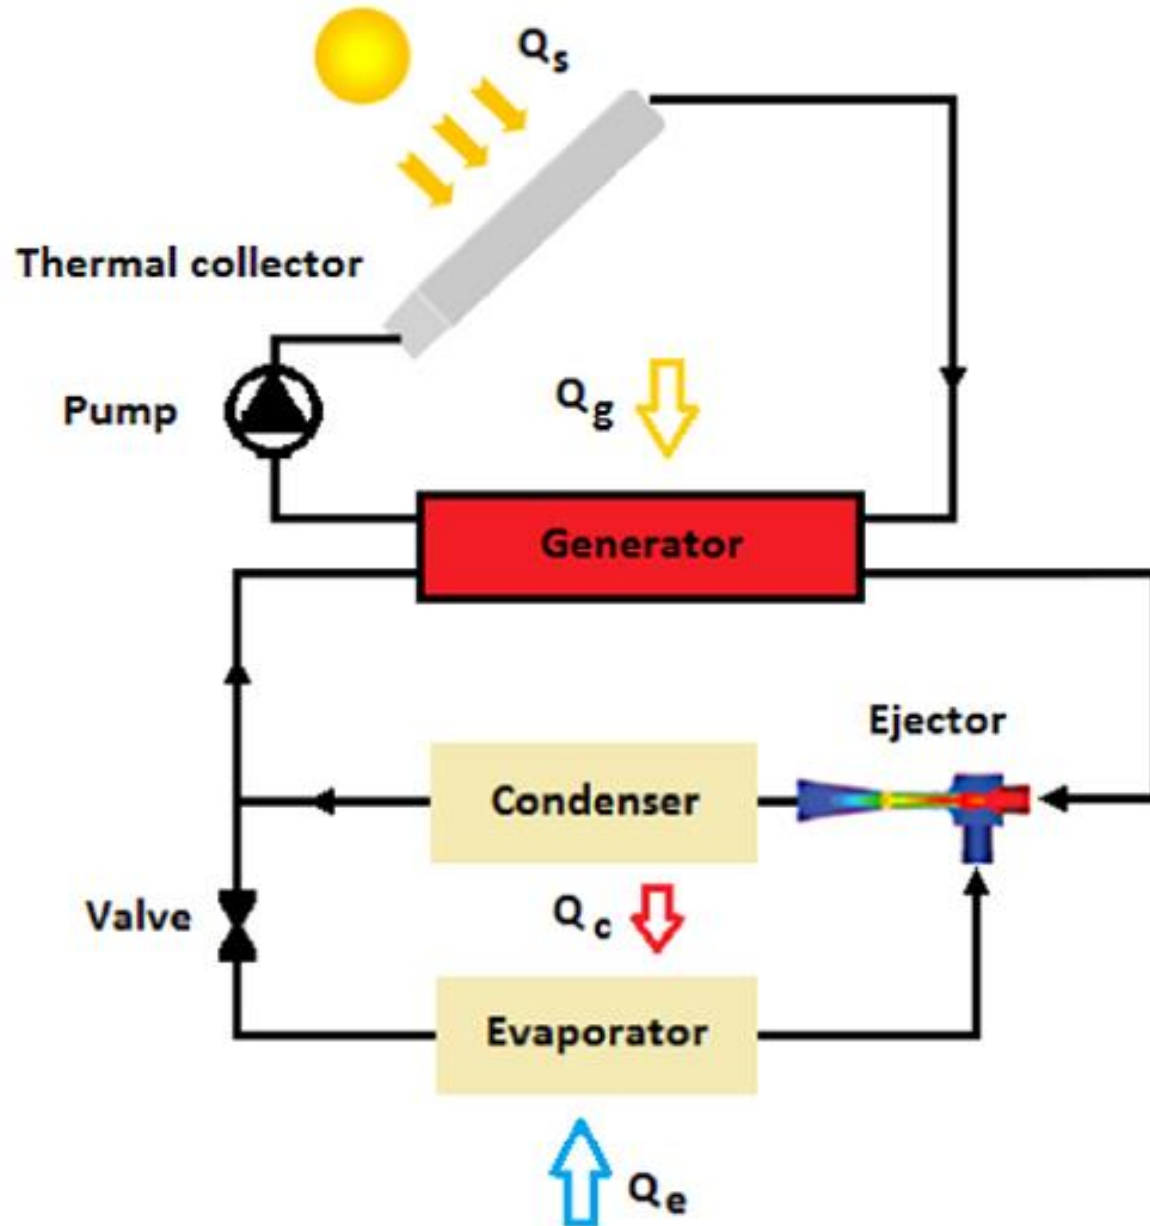 Qs
Thermal collector
Pump
Qg
Generator
Ejector
Condenser
Valve
Qc
Evaporator
Qe